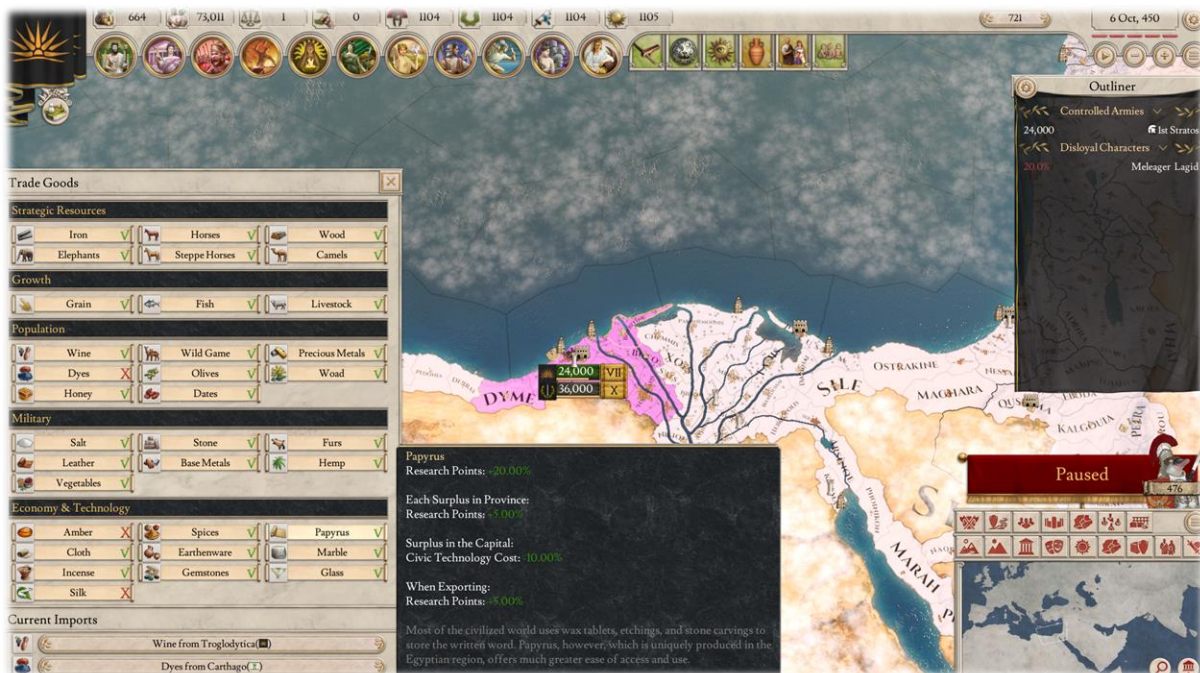 664 73,011 1 0 1104 1104 1104 1105
721
6 Oct, 450
Outliner
Controlled Armies
24,000 1st Stratos
Disloyal Characters
20.0% Meleager Lagid
Trade Goods
Strategic Resources
Iron Horses Wood
Elephants Steppe Horses Camels
Growth
Grain Fish Livestock
Population
Wine Wild Game Precious Metals
Dyes Olives Woad
Honey Dates
Military
Salt Stone Furs
Leather Base Metals Hemp
Vegetables
Economy & Technology
Amber Spices Papyrus
Cloth Earthenware Marble
Incense Gemstones Glass
Silk
Current Imports
Wine from Troglodytica
Dyes from Carthago
24,000 VII
36,000 X
DYME
SILE
OSTRAKINE
MAGHARA
KALGOUIA
PETRA
MARAH
Papyrus
Research Points: +20.00%
Each Surplus in Province:
Research Points: +5.00%
Surplus in the Capital:
Civic Technology Cost: -10.00%
When Exporting:
Research Points: +5.00%
Most of the civilized world uses wax tablets, etchings, and stone carvings to
store the written word. Papyrus, however, which is uniquely produced in the
Egyptian region, offers much greater ease of access and use.
Paused
476